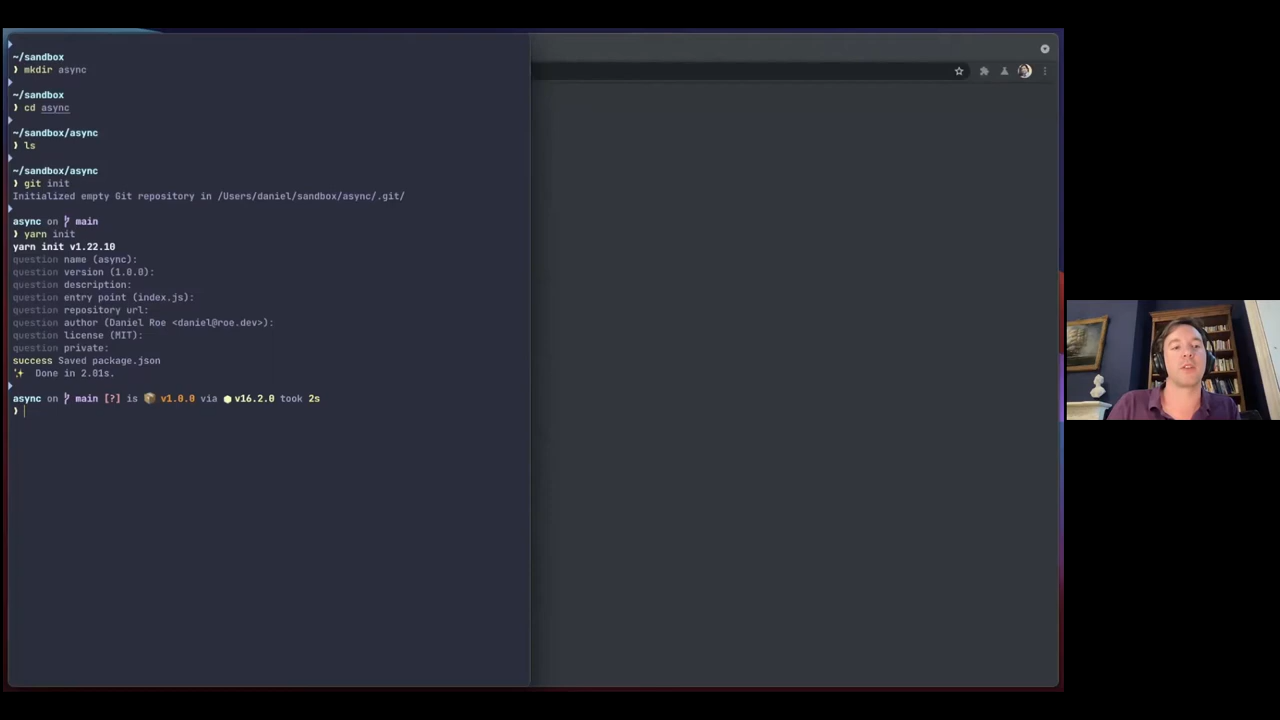 ~/sandbox
❯ mkdir async
~/sandbox
❯ cd async
~/sandbox/async
❯ ls
~/sandbox/async
❯ git init
Initialized empty Git repository in /Users/daniel/sandbox/async/.git/
async on main
❯ yarn init
yarn init v1.22.10
question name (async):
question version (1.0.0):
question description:
question entry point (index.js):
question repository url:
question author (Daniel Roe <daniel@roe.dev>):
question license (MIT):
question private:
success Saved package.json
✨ Done in 2.01s.
async on main [?] is 📦 v1.0.0 via ⬢ v16.2.0 took 2s
❯